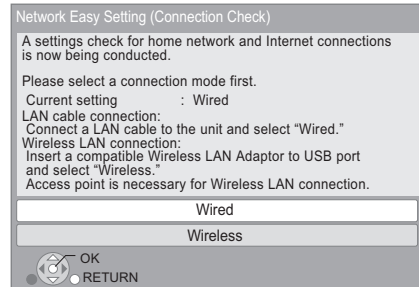 Network Easy Setting (Connection Check)
A settings check for home network and Internet connections
is now being conducted.
Please select a connection mode first.
Current setting : Wired
LAN cable connection:
Connect a LAN cable to the unit and select “Wired.”
Wireless LAN connection:
Insert a compatible Wireless LAN Adaptor to USB port
and select “Wireless.”
Access point is necessary for Wireless LAN connection.
Wired
Wireless
OK
RETURN